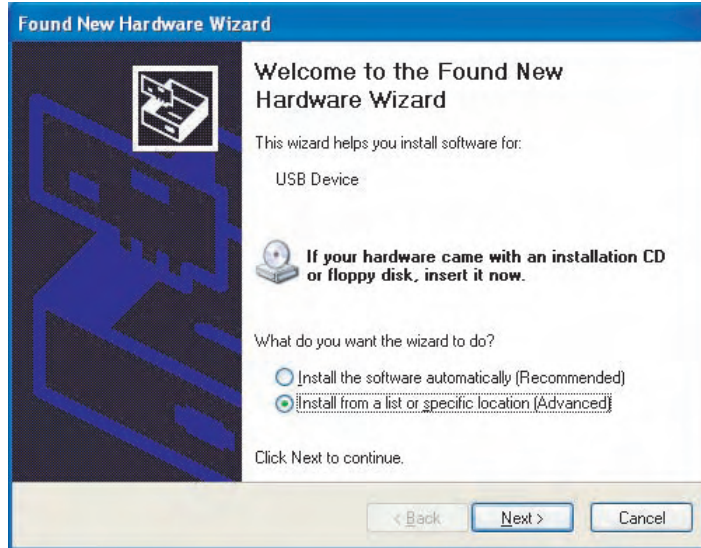 Found New Hardware Wizard
Welcome to the Found New
Hardware Wizard
This wizard helps you install software for:
USB Device
If your hardware came with an installation CD
or floppy disk, insert it now.
What do you want the wizard to do?
Install the software automatically (Recommended)
Install from a list or specific location (Advanced)
Click Next to continue.
< Back
Next >
Cancel